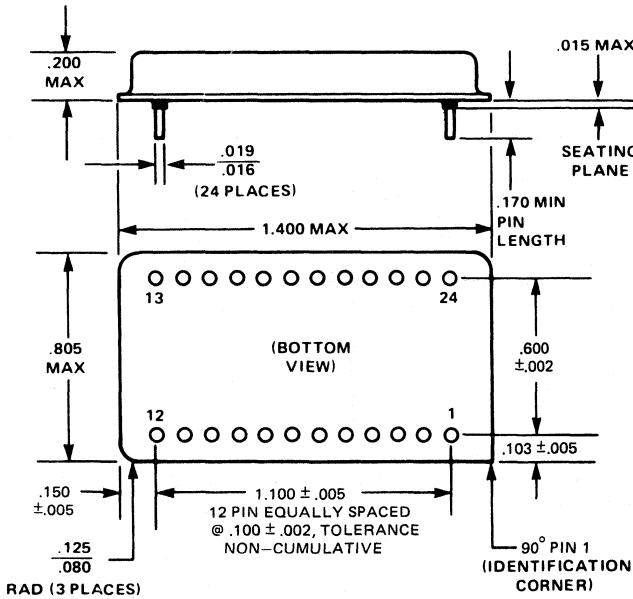 .015 MAX
.200
MAX
.019
.016
(24 PLACES)
SEATING
PLANE
.170 MIN
PIN
LENGTH
1.400 MAX
13
24
.805
MAX
(BOTTOM
VIEW)
.600
±.002
12
1
.103 ±.005
.150
±.005
1.100 ±.005
12 PIN EQUALLY SPACED
@ .100 ±.002, TOLERANCE
NON-CUMULATIVE
.125
.080
RAD (3 PLACES)
90° PIN 1
(IDENTIFICATION
CORNER)